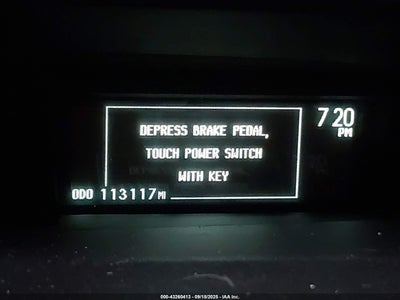 7 20
PM
DEPRESS BRAKE PEDAL,
TOUCH POWER SWITCH
WITH KEY
ODO 113117 MI
000-43260413 - 09/18/2025 - IAA Inc.